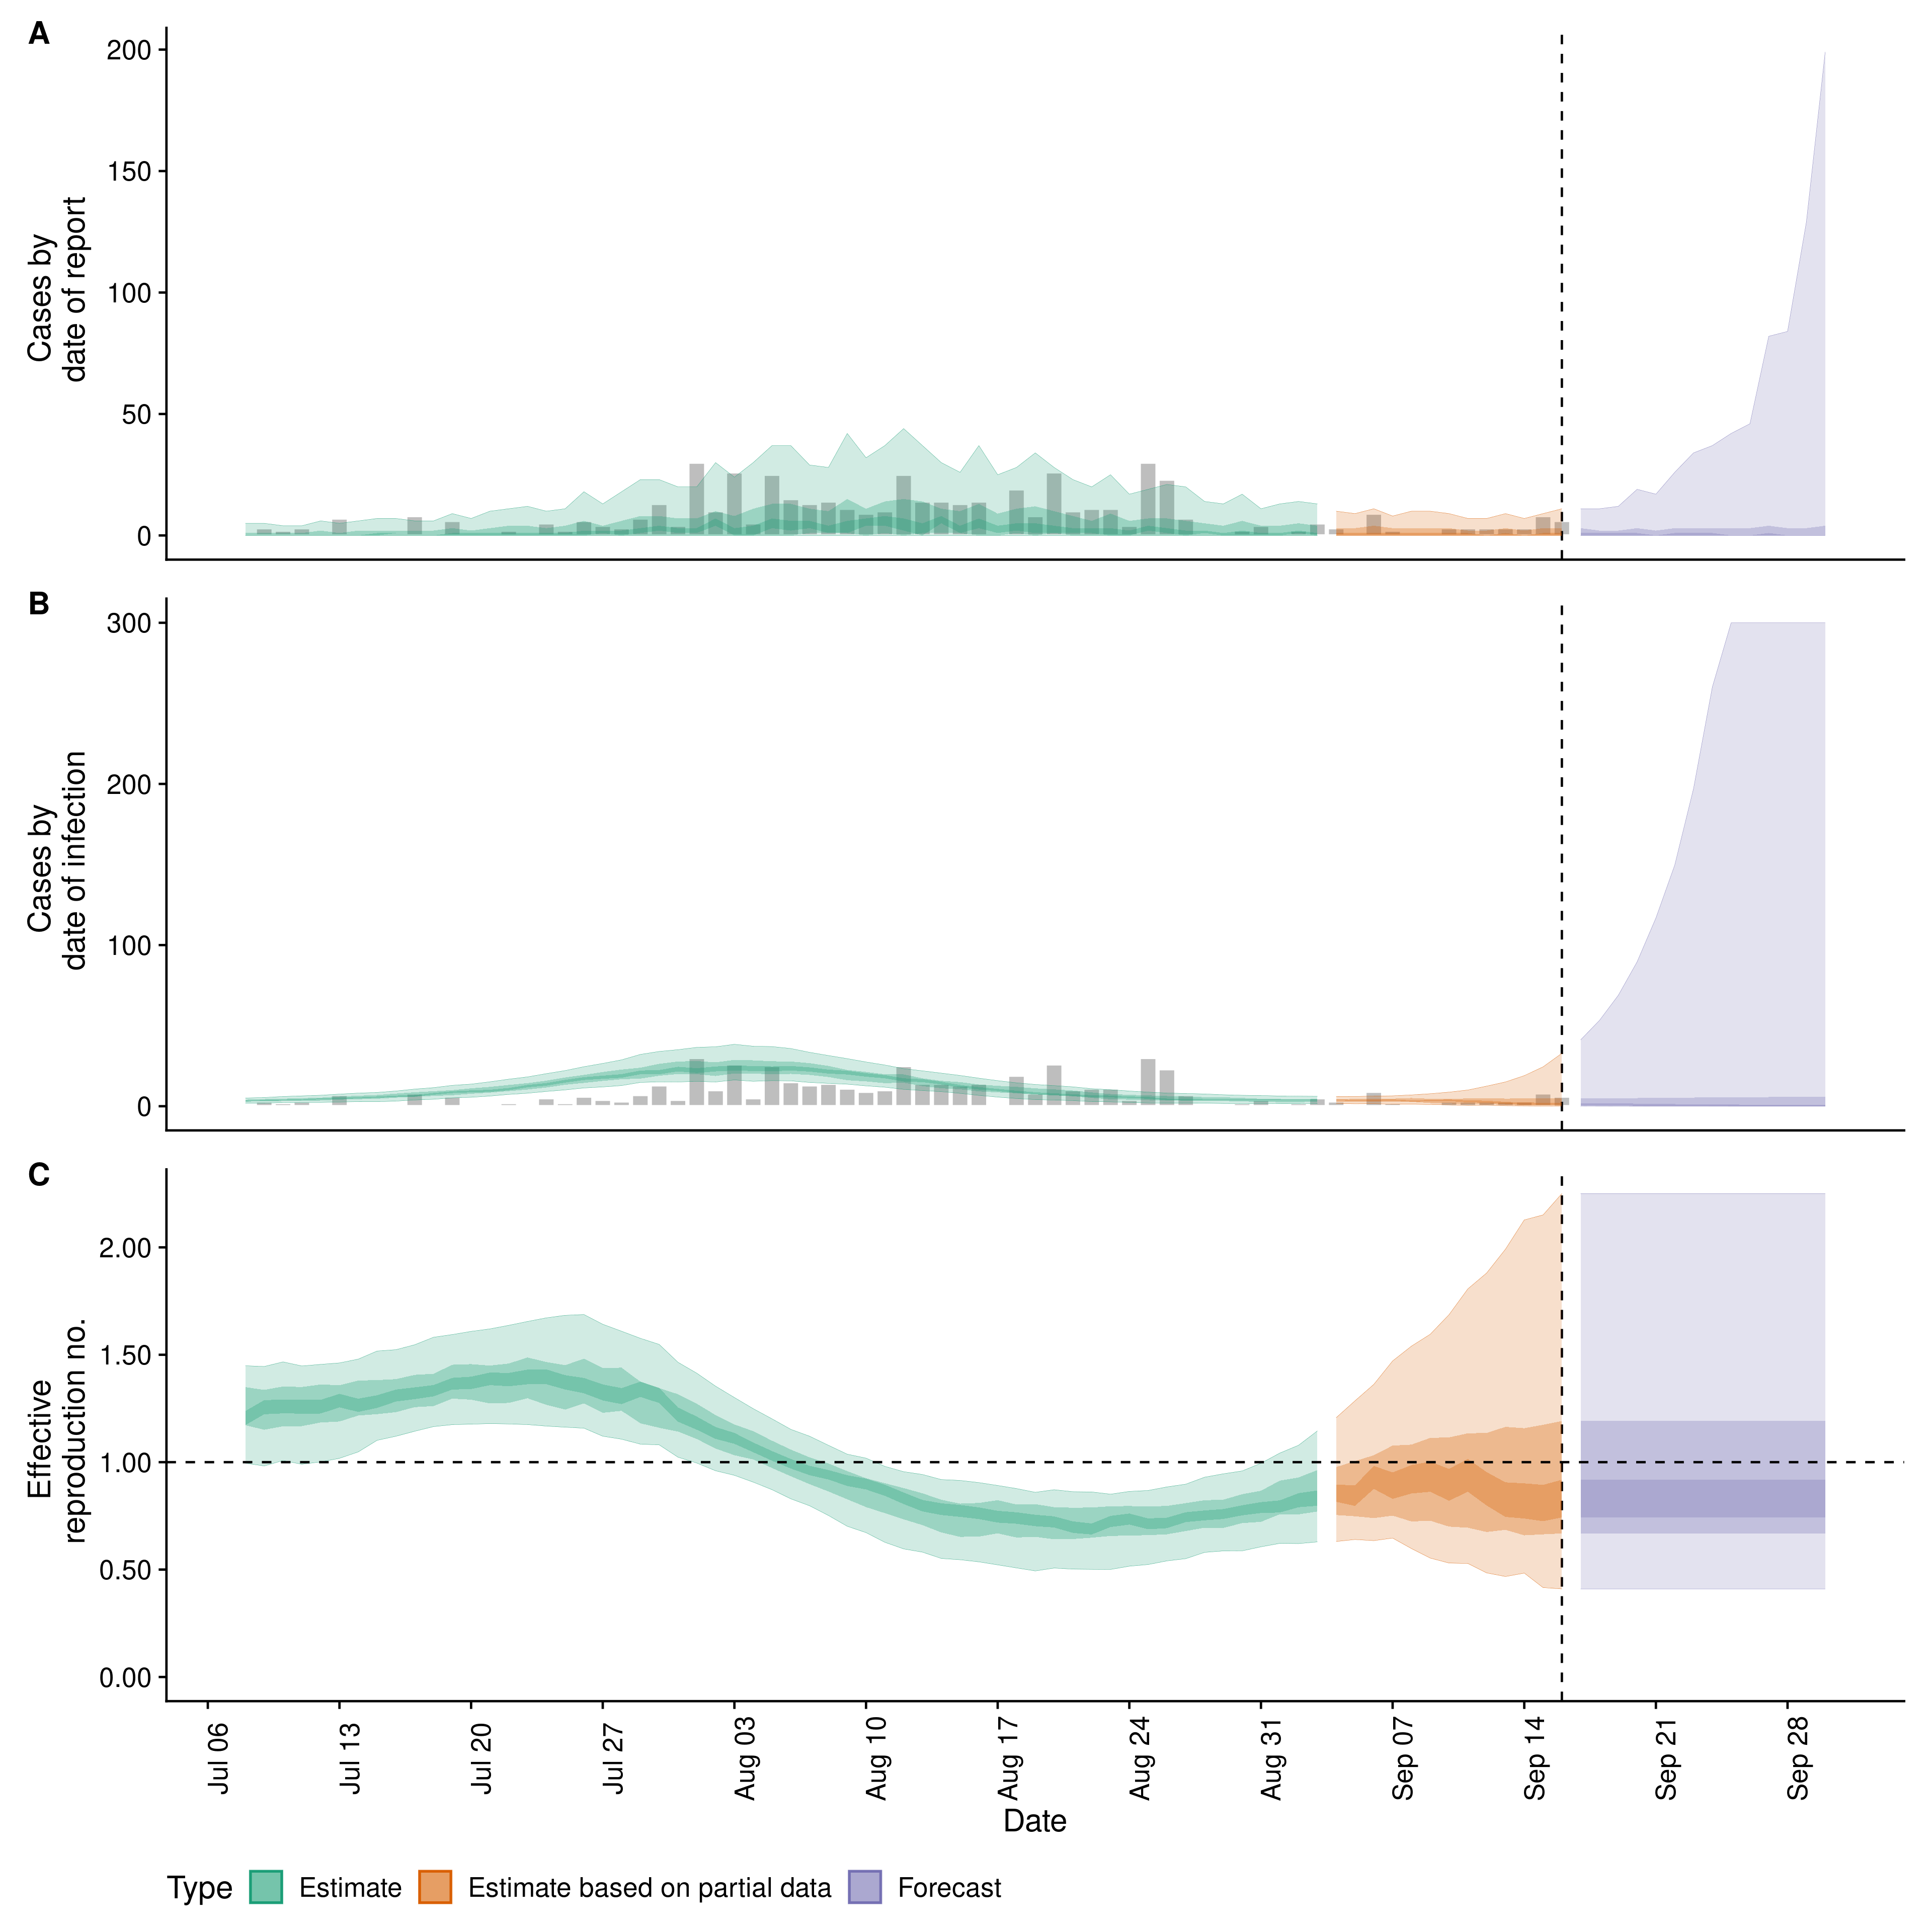 A
Cases by
date of report
200
150
100
50
0
B
Cases by
date of infection
300
200
100
0
C
Effective
reproduction no.
2.00
1.50
1.00
0.50
0.00
Jul 06
Jul 13
Jul 20
Jul 27
Aug 03
Aug 10
Aug 17
Aug 24
Aug 31
Sep 07
Sep 14
Sep 21
Sep 28
Date
Type
Estimate
Estimate based on partial data
Forecast